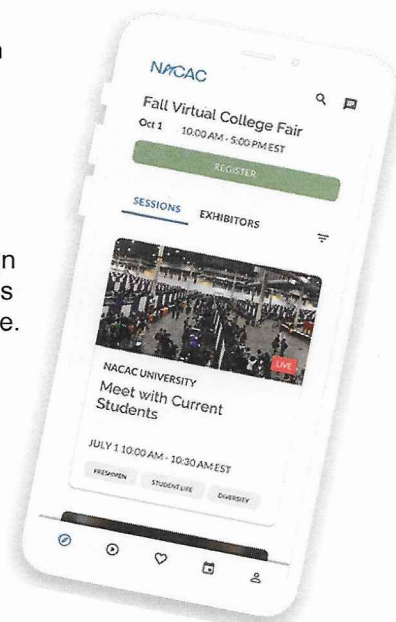 n
s
e.
NACAC
Fall Virtual College Fair
Oct 1 10:00 AM - 5:00 PM EST
REGISTER
SESSIONS EXHIBITORS
LIVE
NACAC UNIVERSITY
Meet with Current
Students
JULY 1 10:00 AM - 10:30 AM EST
FRESHMEN STUDENT LIFE DIVERSITY